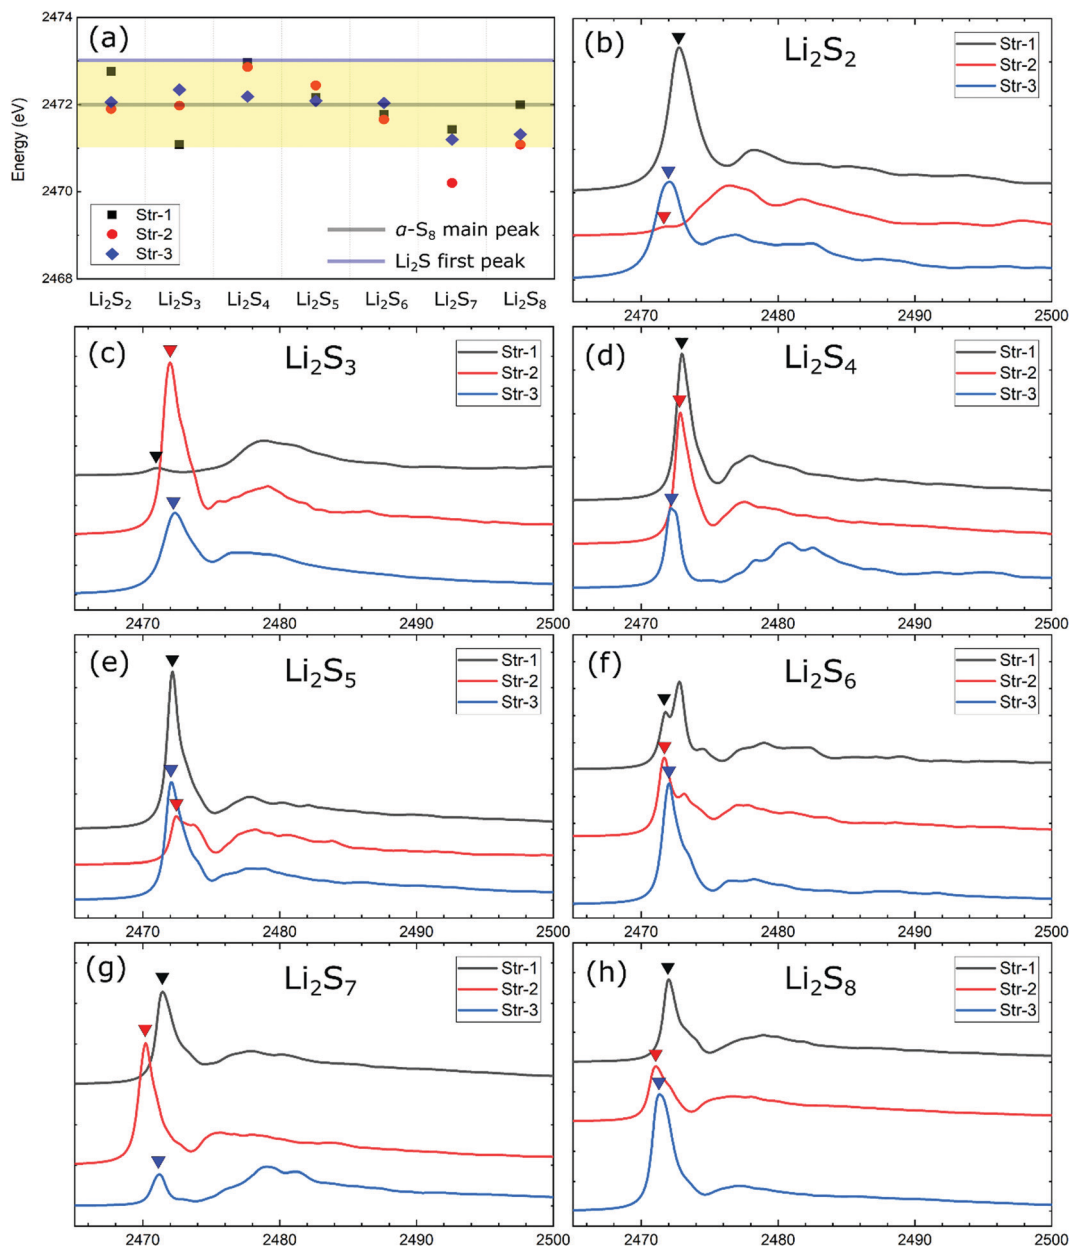 (a)
2474
2472
2470
2468
Energy (eV)
Str-1
Str-2
Str-3
a-S₈ main peak
Li₂S first peak
Li₂S₂ Li₂S₃ Li₂S₄ Li₂S₅ Li₂S₆ Li₂S₇ Li₂S₈
(b)
Li₂S₂
Str-1
Str-2
Str-3
2470 2480 2490 2500
(c)
Li₂S₃
Str-1
Str-2
Str-3
2470 2480 2490 2500
(d)
Li₂S₄
Str-1
Str-2
Str-3
2470 2480 2490 2500
(e)
Li₂S₅
Str-1
Str-2
Str-3
2470 2480 2490 2500
(f)
Li₂S₆
Str-1
Str-2
Str-3
2470 2480 2490 2500
(g)
Li₂S₇
Str-1
Str-2
Str-3
2470 2480 2490 2500
(h)
Li₂S₈
Str-1
Str-2
Str-3
2470 2480 2490 2500